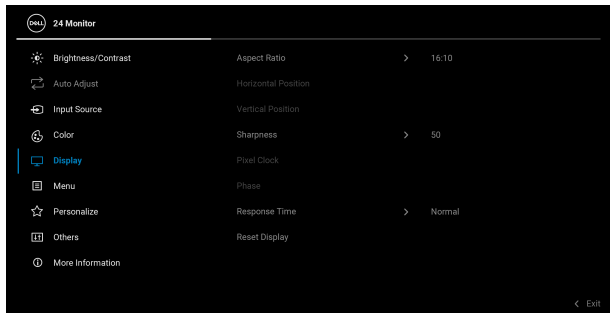 DELL 24 Monitor
Brightness/Contrast Aspect Ratio > 16:10
Auto Adjust Horizontal Position
Input Source Vertical Position
Color Sharpness > 50
Display Pixel Clock
Menu Phase
Personalize Response Time > Normal
Others Reset Display
More Information
< Exit